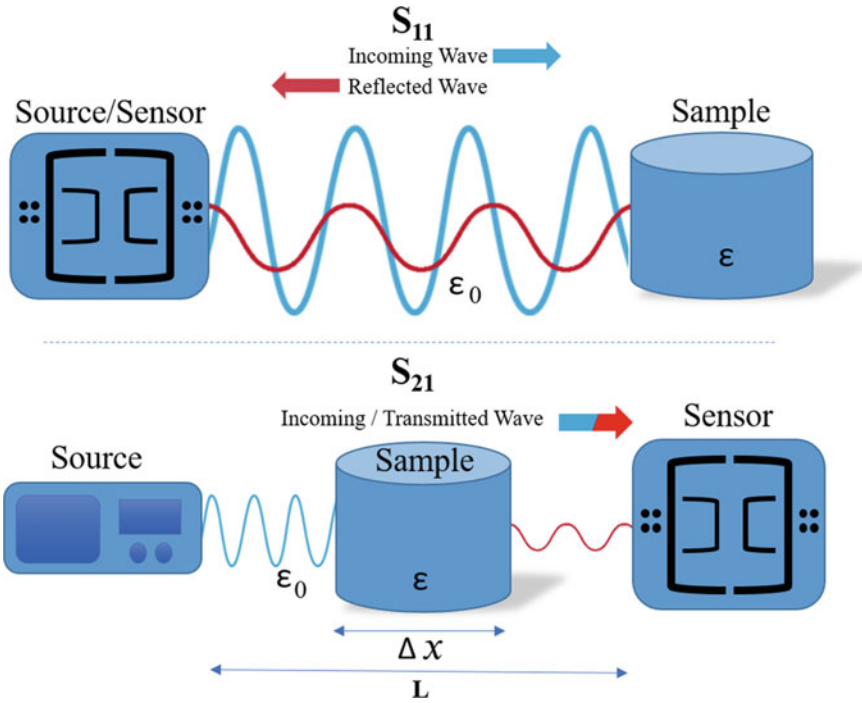 S11
Incoming Wave
Reflected Wave
Source/Sensor
Sample
ε
ε0
S21
Incoming / Transmitted Wave
Sensor
Source
Sample
ε0
ε
Δ x
L